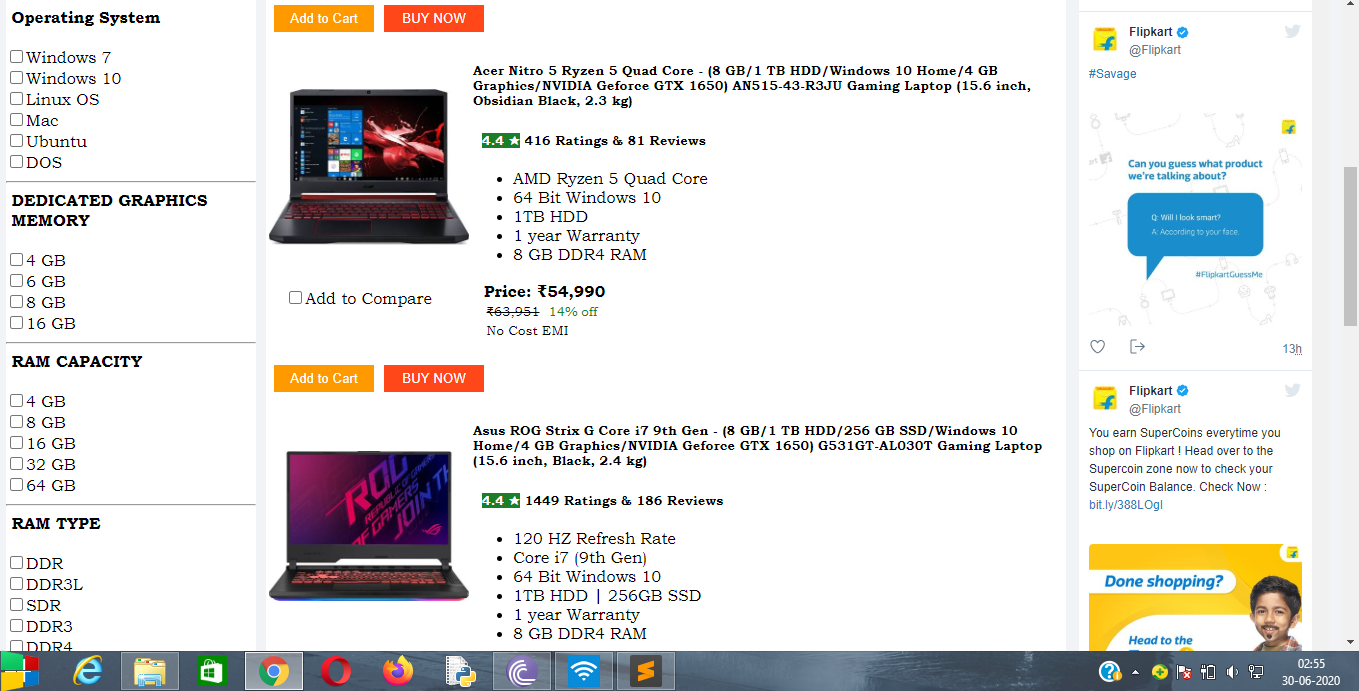 Operating System
Windows 7
Windows 10
Linux OS
Mac
Ubuntu
DOS
DEDICATED GRAPHICS
MEMORY
4 GB
6 GB
8 GB
16 GB
RAM CAPACITY
4 GB
8 GB
16 GB
32 GB
64 GB
RAM TYPE
DDR
DDR3L
SDR
DDR3
DDR4
Add to Cart BUY NOW
Acer Nitro 5 Ryzen 5 Quad Core - (8 GB/1 TB HDD/Windows 10 Home/4 GB
Graphics/NVIDIA Geforce GTX 1650) AN515-43-R3JU Gaming Laptop (15.6 inch,
Obsidian Black, 2.3 kg)
4.4 ★ 416 Ratings & 81 Reviews
• AMD Ryzen 5 Quad Core
• 64 Bit Windows 10
• 1TB HDD
• 1 year Warranty
• 8 GB DDR4 RAM
Add to Compare
Price: ₹54,990
₹63,951 14% off
No Cost EMI
Add to Cart BUY NOW
Asus ROG Strix G Core i7 9th Gen - (8 GB/1 TB HDD/256 GB SSD/Windows 10
Home/4 GB Graphics/NVIDIA Geforce GTX 1650) G531GT-AL030T Gaming Laptop
(15.6 inch, Black, 2.4 kg)
4.4 ★ 1449 Ratings & 186 Reviews
• 120 HZ Refresh Rate
• Core i7 (9th Gen)
• 64 Bit Windows 10
• 1TB HDD | 256GB SSD
• 1 year Warranty
• 8 GB DDR4 RAM
ROG
REPUBLIC OF GAMERS
JOIN TH
Flipkart
@Flipkart
#Savage
Can you guess what product
we're talking about?
Q: Will I look smart?
A: According to your face.
#FlipkartGuessMe
13h
Flipkart
@Flipkart
You earn SuperCoins everytime you
shop on Flipkart ! Head over to the
Supercoin zone now to check your
SuperCoin Balance. Check Now :
bit.ly/388LOgI
Done shopping?
Head to the
02:55
30-06-2020